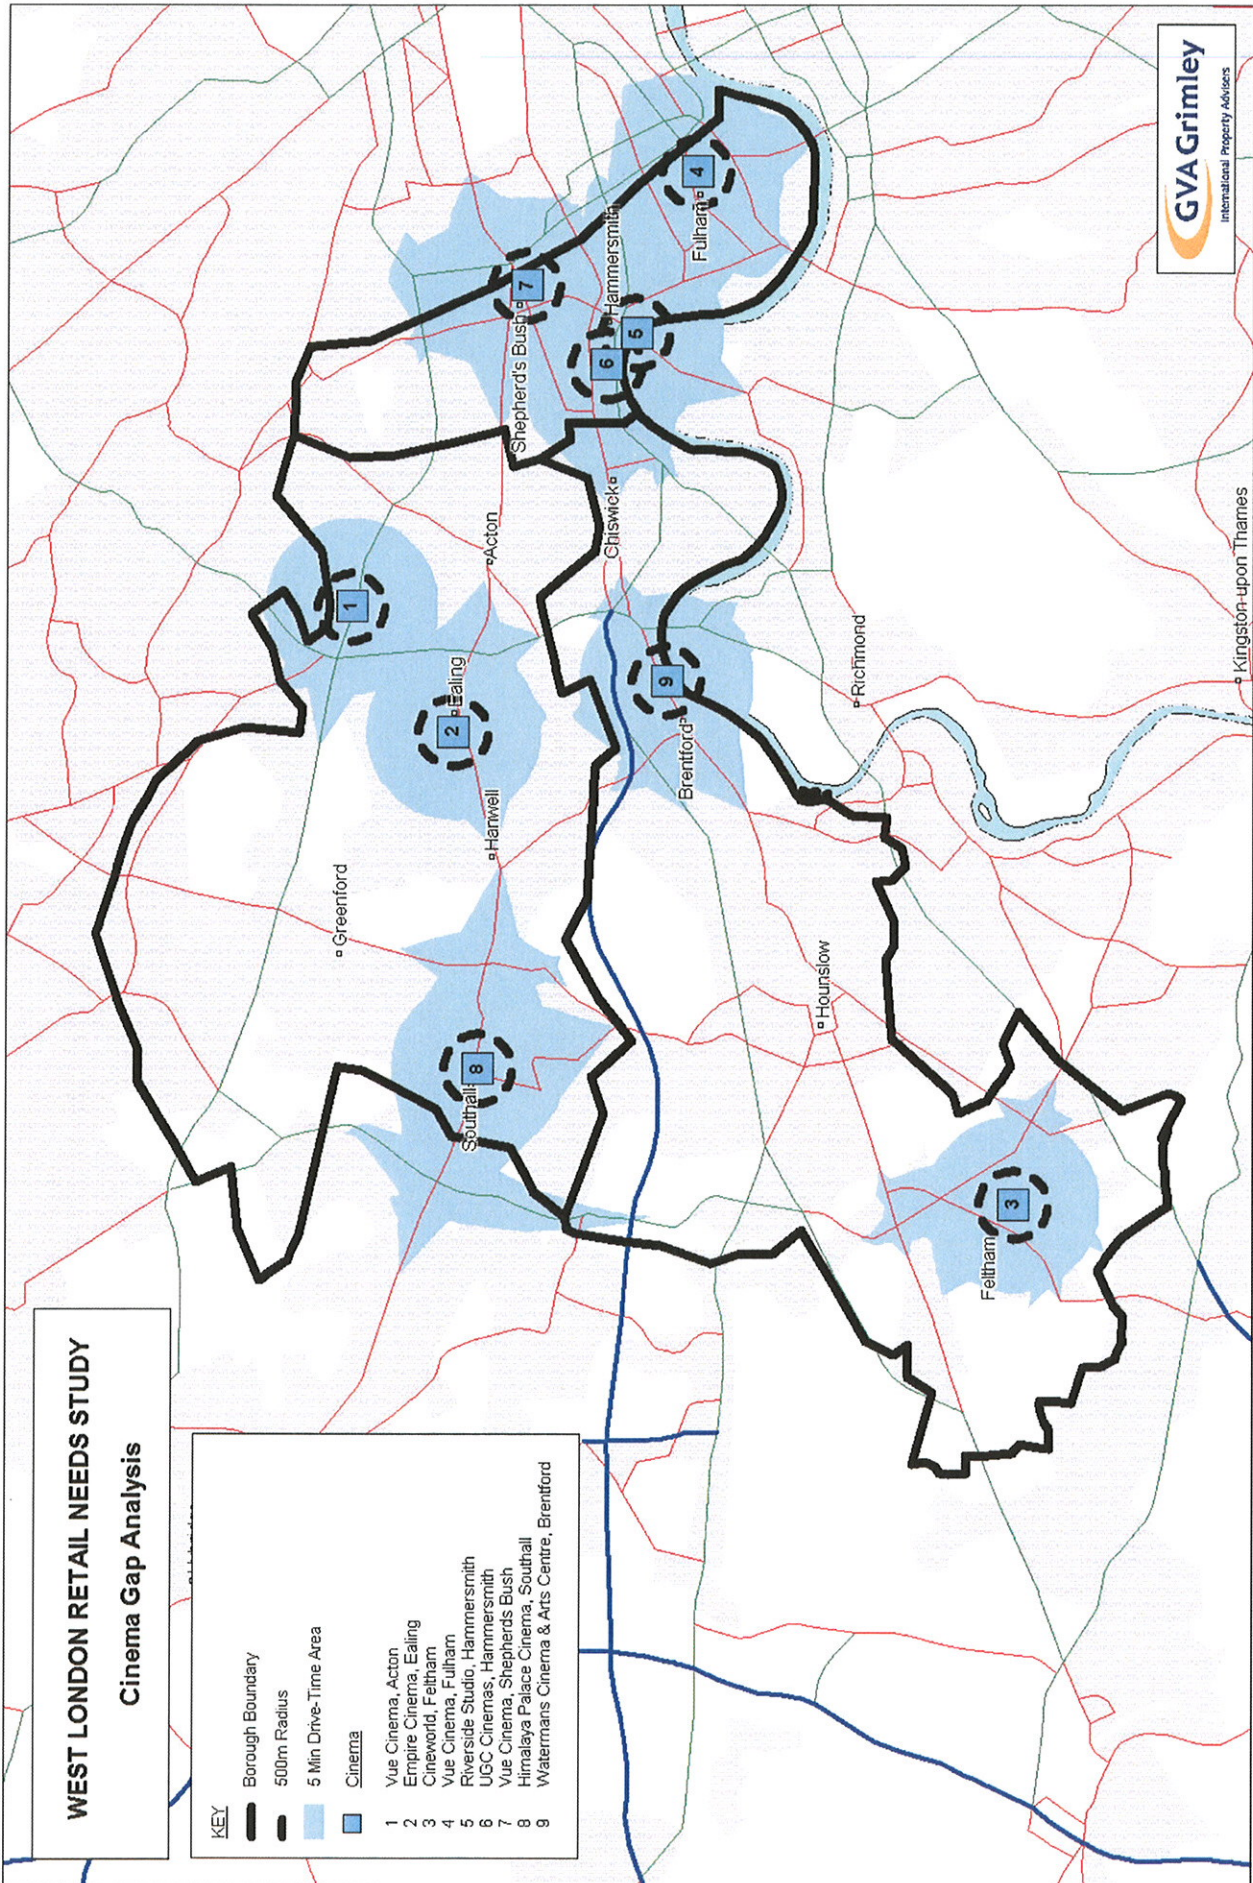 WEST LONDON RETAIL NEEDS STUDY
Cinema Gap Analysis
KEY
Borough Boundary
500m Radius
5 Min Drive-Time Area
Cinema
1 Vue Cinema, Acton
2 Empire Cinema, Ealing
3 Cineworld, Feltham
4 Vue Cinema, Fulham
5 Riverside Studio, Hammersmith
6 UGC Cinemas, Hammersmith
7 Vue Cinema, Shepherds Bush
8 Himalaya Palace Cinema, Southall
9 Watermans Cinema & Arts Centre, Brentford
Greenford
1
2
Ealing
Hanwell
Acton
8
Southall
Shepherd's Bush
7
6
5
Hammersmith
Chiswick
4
Fulham
9
Brentford
Hounslow
Richmond
3
Feltham
Kingston-upon Thames
GVAGrimley
International Property Advisers